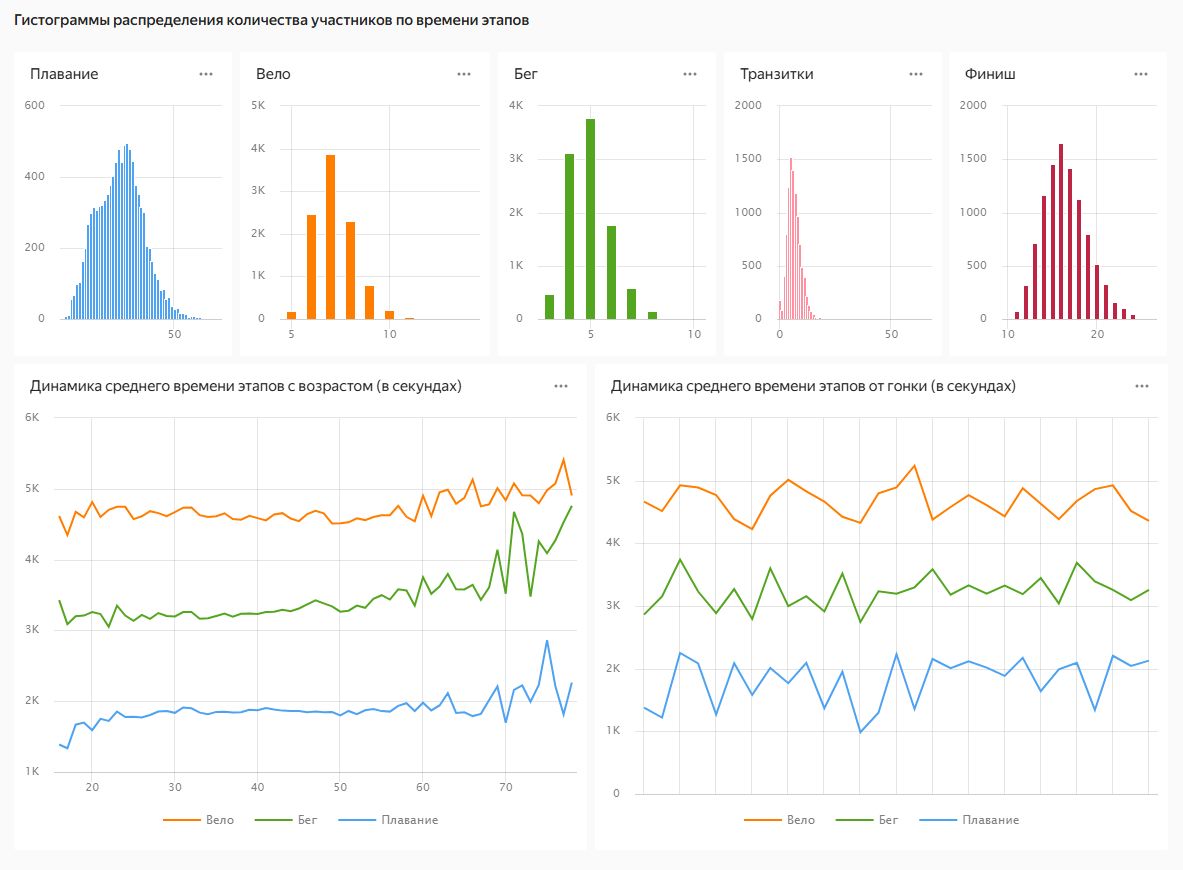 Гистограммы распределения количества участников по времени этапов
Плавание
600
400
200
0
50
Вело
5K
4K
3K
2K
1K
0
5
10
Бег
4K
3K
2K
1K
0
5
10
Транзитки
2000
1500
1000
500
0
0
50
Финиш
2000
1500
1000
500
0
10
20
Динамика среднего времени этапов с возрастом (в секундах)
6K
5K
4K
3K
2K
1K
20
30
40
50
60
70
Вело
Бег
Плавание
Динамика среднего времени этапов от гонки (в секундах)
6K
5K
4K
3K
2K
1K
0
Вело
Бег
Плавание